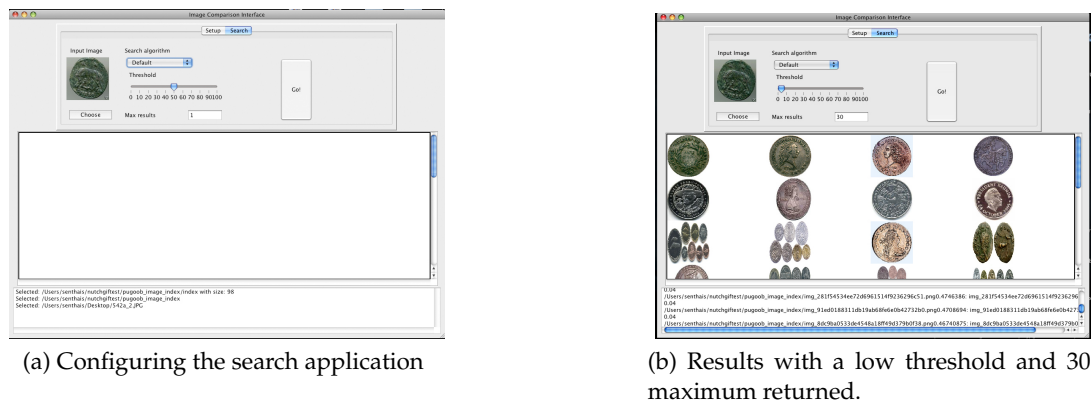 Image Comparison Interface
Setup Search
Input Image Search algorithm
Default
Threshold
0 10 20 30 40 50 60 70 80 90100
Go!
Choose Max results 1
Selected: /Users/senthais/nutchgiftest/pugoob_image_index/index with size: 98
Selected: /Users/senthais/nutchgiftest/pugoob_image_index
Selected: /Users/senthais/Desktop/542a_2.JPG
(a) Configuring the search application
Image Comparison Interface
Setup Search
Input Image Search algorithm
Default
Threshold
0 10 20 30 40 50 60 70 80 90100
Go!
Choose Max results 30
0.04
/Users/senthais/nutchgiftest/pugoob_image_index/img_281f54534ee72d6961514f9236296c51.png0.4746386: img_281f54534ee72d6961514f9236296
0.04
/Users/senthais/nutchgiftest/pugoob_image_index/img_91ed0188311db19ab68fe6e0b42732b0.png0.4708694: img_91ed0188311db19ab68fe6e0b427
0.04
/Users/senthais/nutchgiftest/pugoob_image_index/img_8dc9ba0533de4548a18ff49d379b0f38.png0.46740875: img_8dc9ba0533de4548a18ff49d379b0
(b) Results with a low threshold and 30
maximum returned.